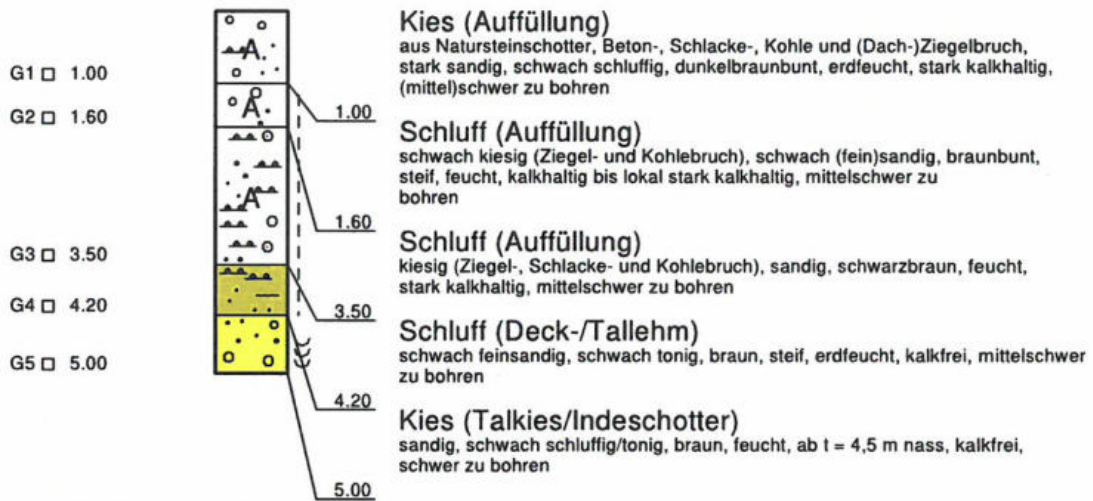 Kies (Auffüllung)
aus Natursteinschotter, Beton-, Schlacke-, Kohle und (Dach-)Ziegelbruch,
A
G1 □ 1.00
stark sandig, schwach schluffig, dunkelbraunbunt, erdfeucht, stark kalkhaltig,
(mittel)schwer zu bohren
A
G2 □ 1.60
1.00
Schluff (Auffüllung)
schwach kiesig (Ziegel- und Kohlebruch), schwach (fein)sandig, braunbunt,
steif, feucht, kalkhaltig bis lokal stark kalkhaltig, mittelschwer zu
bohren
A
1.60
Schluff (Auffüllung)
G3 □ 3.50
kiesig (Ziegel-, Schlacke- und Kohlebruch), sandig, schwarzbraun, feucht,
stark kalkhaltig, mittelschwer zu bohren
G4 □ 4.20
3.50
Schluff (Deck-/Tallehm)
G5 □ 5.00
schwach feinsandig, schwach tonig, braun, steif, erdfeucht, kalkfrei, mittelschwer
zu bohren
4.20
Kies (Talkies/Indeschotter)
sandig, schwach schluffig/tonig, braun, feucht, ab t = 4,5 m nass, kalkfrei,
schwer zu bohren
5.00